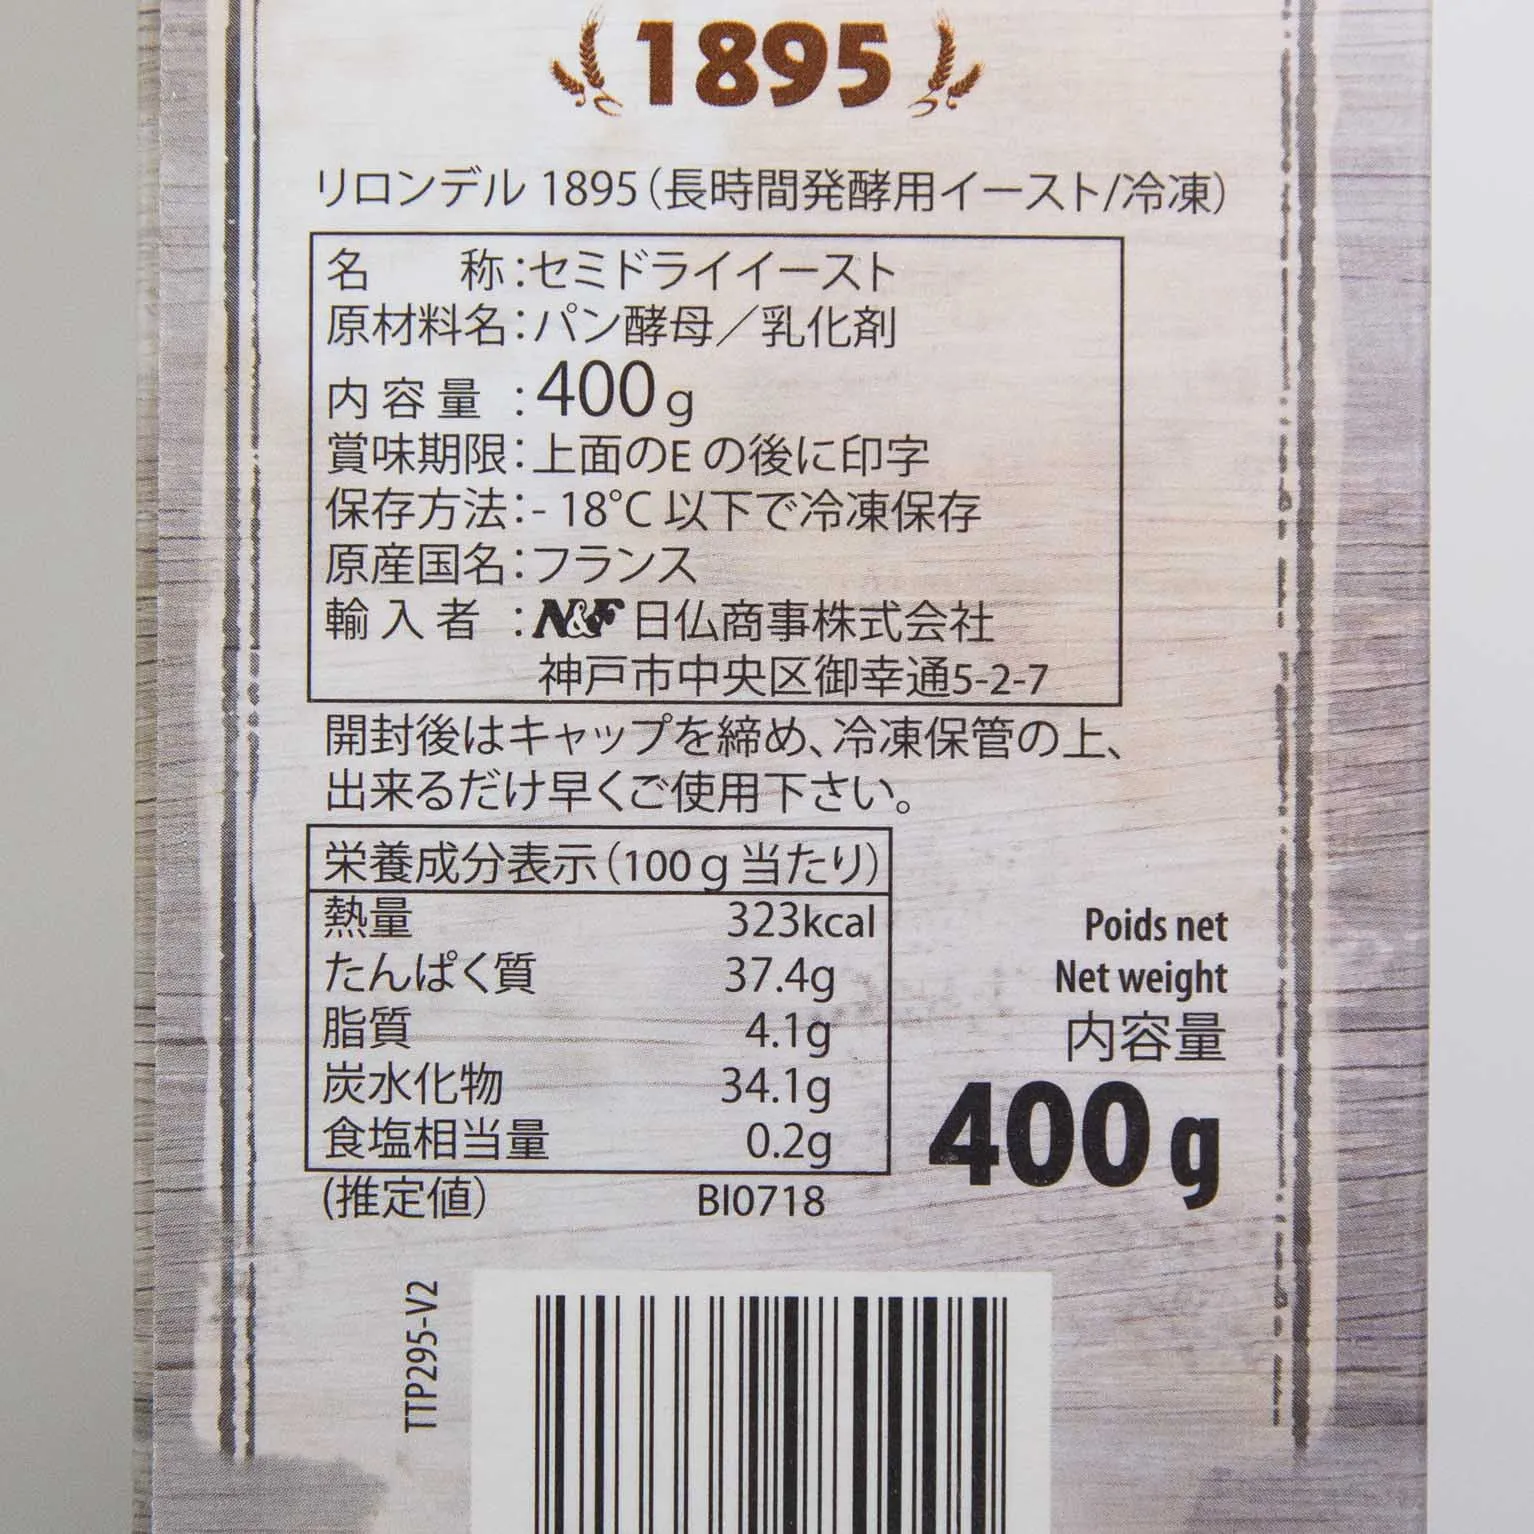 1895
リロンデル 1895(長時間発酵用イースト/冷凍)
名 称:セミドライイースト
原材料名:パン酵母/乳化剤
内容量:400g
賞味期限:上面のE の後に印字
保存方法:- 18°C 以下で冷凍保存
原産国名:フランス
輸入者:N&F 日仏商事株式会社
神戸市中央区御幸通5-2-7
開封後はキャップを締め、冷凍保管の上、
出来るだけ早くご使用下さい。
栄養成分表示(100g当たり)
熱量 323kcal
たんぱく質 37.4g
脂質 4.1g
炭水化物 34.1g
食塩相当量 0.2g
(推定値) BI0718
Poids net
Net weight
内容量
400g
TTP295-V2